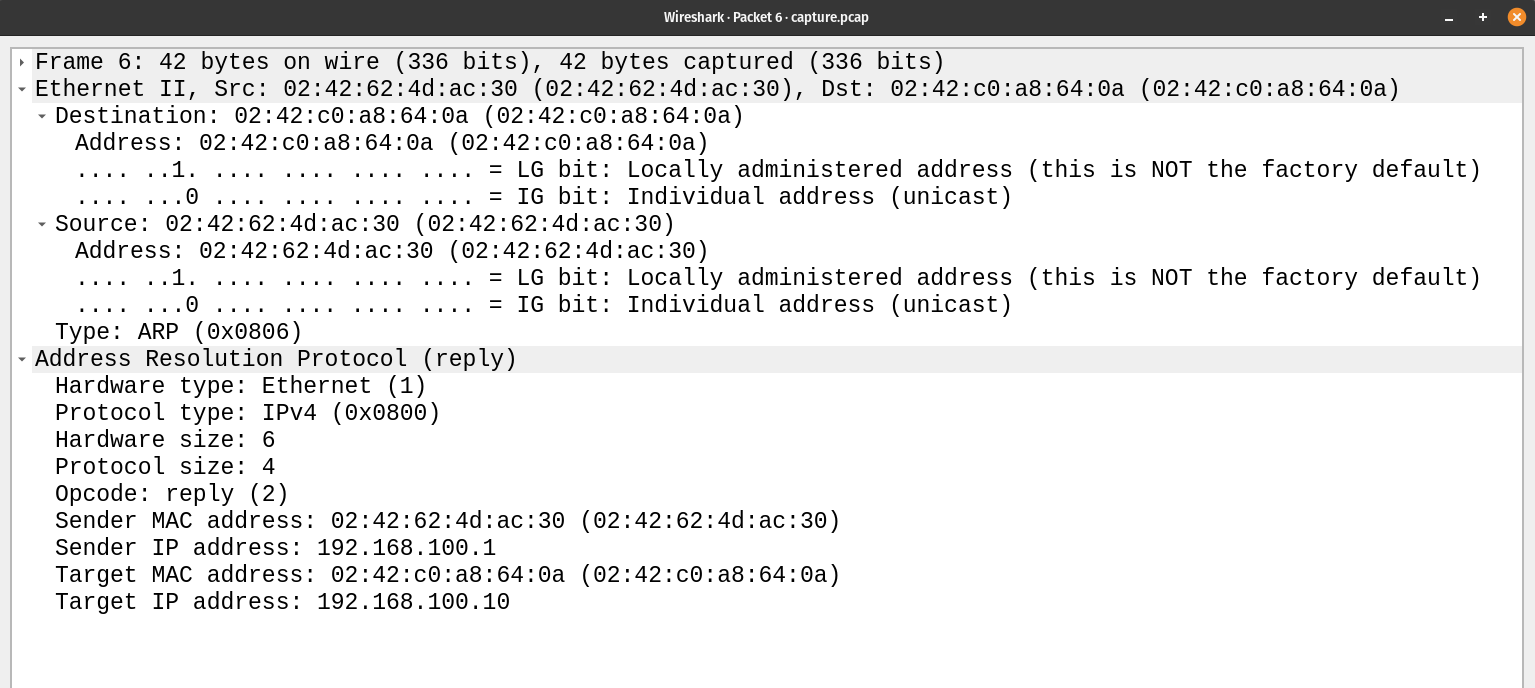 Wireshark · Packet 6 · capture.pcap
Frame 6: 42 bytes on wire (336 bits), 42 bytes captured (336 bits)
Ethernet II, Src: 02:42:62:4d:ac:30 (02:42:62:4d:ac:30), Dst: 02:42:c0:a8:64:0a (02:42:c0:a8:64:0a)
Destination: 02:42:c0:a8:64:0a (02:42:c0:a8:64:0a)
Address: 02:42:c0:a8:64:0a (02:42:c0:a8:64:0a)
.... ..1. .... .... .... .... = LG bit: Locally administered address (this is NOT the factory default)
.... ...0 .... .... .... .... = IG bit: Individual address (unicast)
Source: 02:42:62:4d:ac:30 (02:42:62:4d:ac:30)
Address: 02:42:62:4d:ac:30 (02:42:62:4d:ac:30)
.... ..1. .... .... .... .... = LG bit: Locally administered address (this is NOT the factory default)
.... ...0 .... .... .... .... = IG bit: Individual address (unicast)
Type: ARP (0x0806)
Address Resolution Protocol (reply)
Hardware type: Ethernet (1)
Protocol type: IPv4 (0x0800)
Hardware size: 6
Protocol size: 4
Opcode: reply (2)
Sender MAC address: 02:42:62:4d:ac:30 (02:42:62:4d:ac:30)
Sender IP address: 192.168.100.1
Target MAC address: 02:42:c0:a8:64:0a (02:42:c0:a8:64:0a)
Target IP address: 192.168.100.10